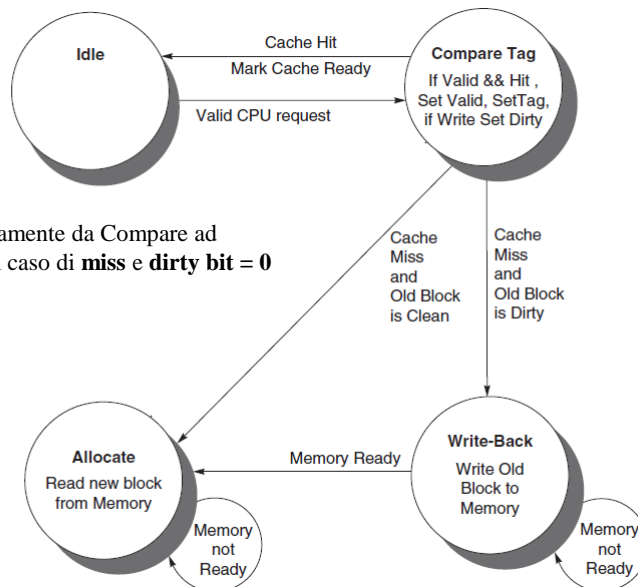 Idle
Cache Hit
Mark Cache Ready
Valid CPU request
Compare Tag
If Valid && Hit ,
Set Valid, SetTag,
if Write Set Dirty
amente da Compare ad
caso di miss e dirty bit = 0
Cache
Miss
and
Old Block
is Clean
Cache
Miss
and
Old Block
is Dirty
Allocate
Read new block
from Memory
Memory
not
Ready
Memory Ready
Write-Back
Write Old
Block to
Memory
Memory
not
Ready